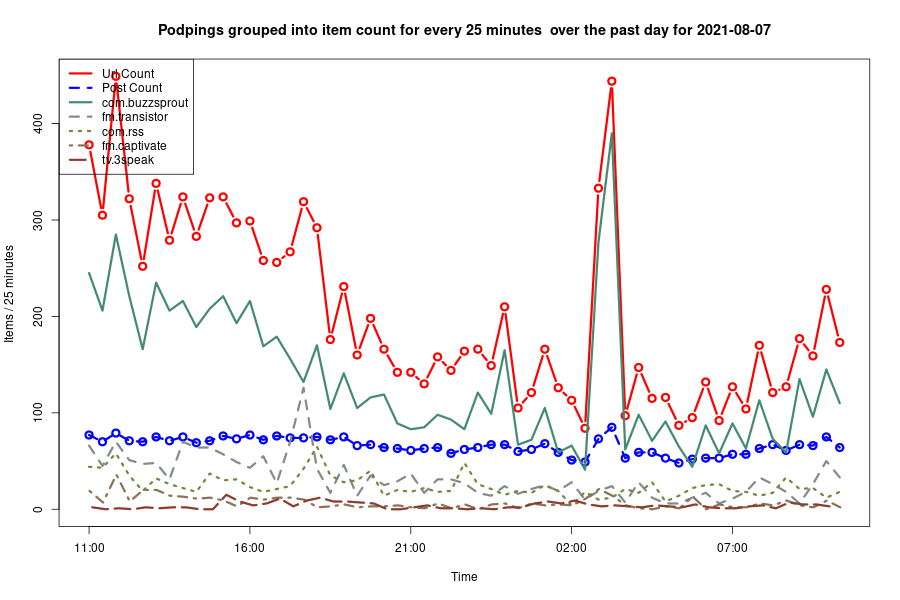 Podpings grouped into item count for every 25 minutes  over the past day for 2021-08-07
Url Count
Post Count
com.buzzsprout
fm.transistor
com.rss
fm.captivate
tv.3speak
Items / 25 minutes
400
300
200
100
0
11:00 16:00 21:00 02:00 07:00
Time